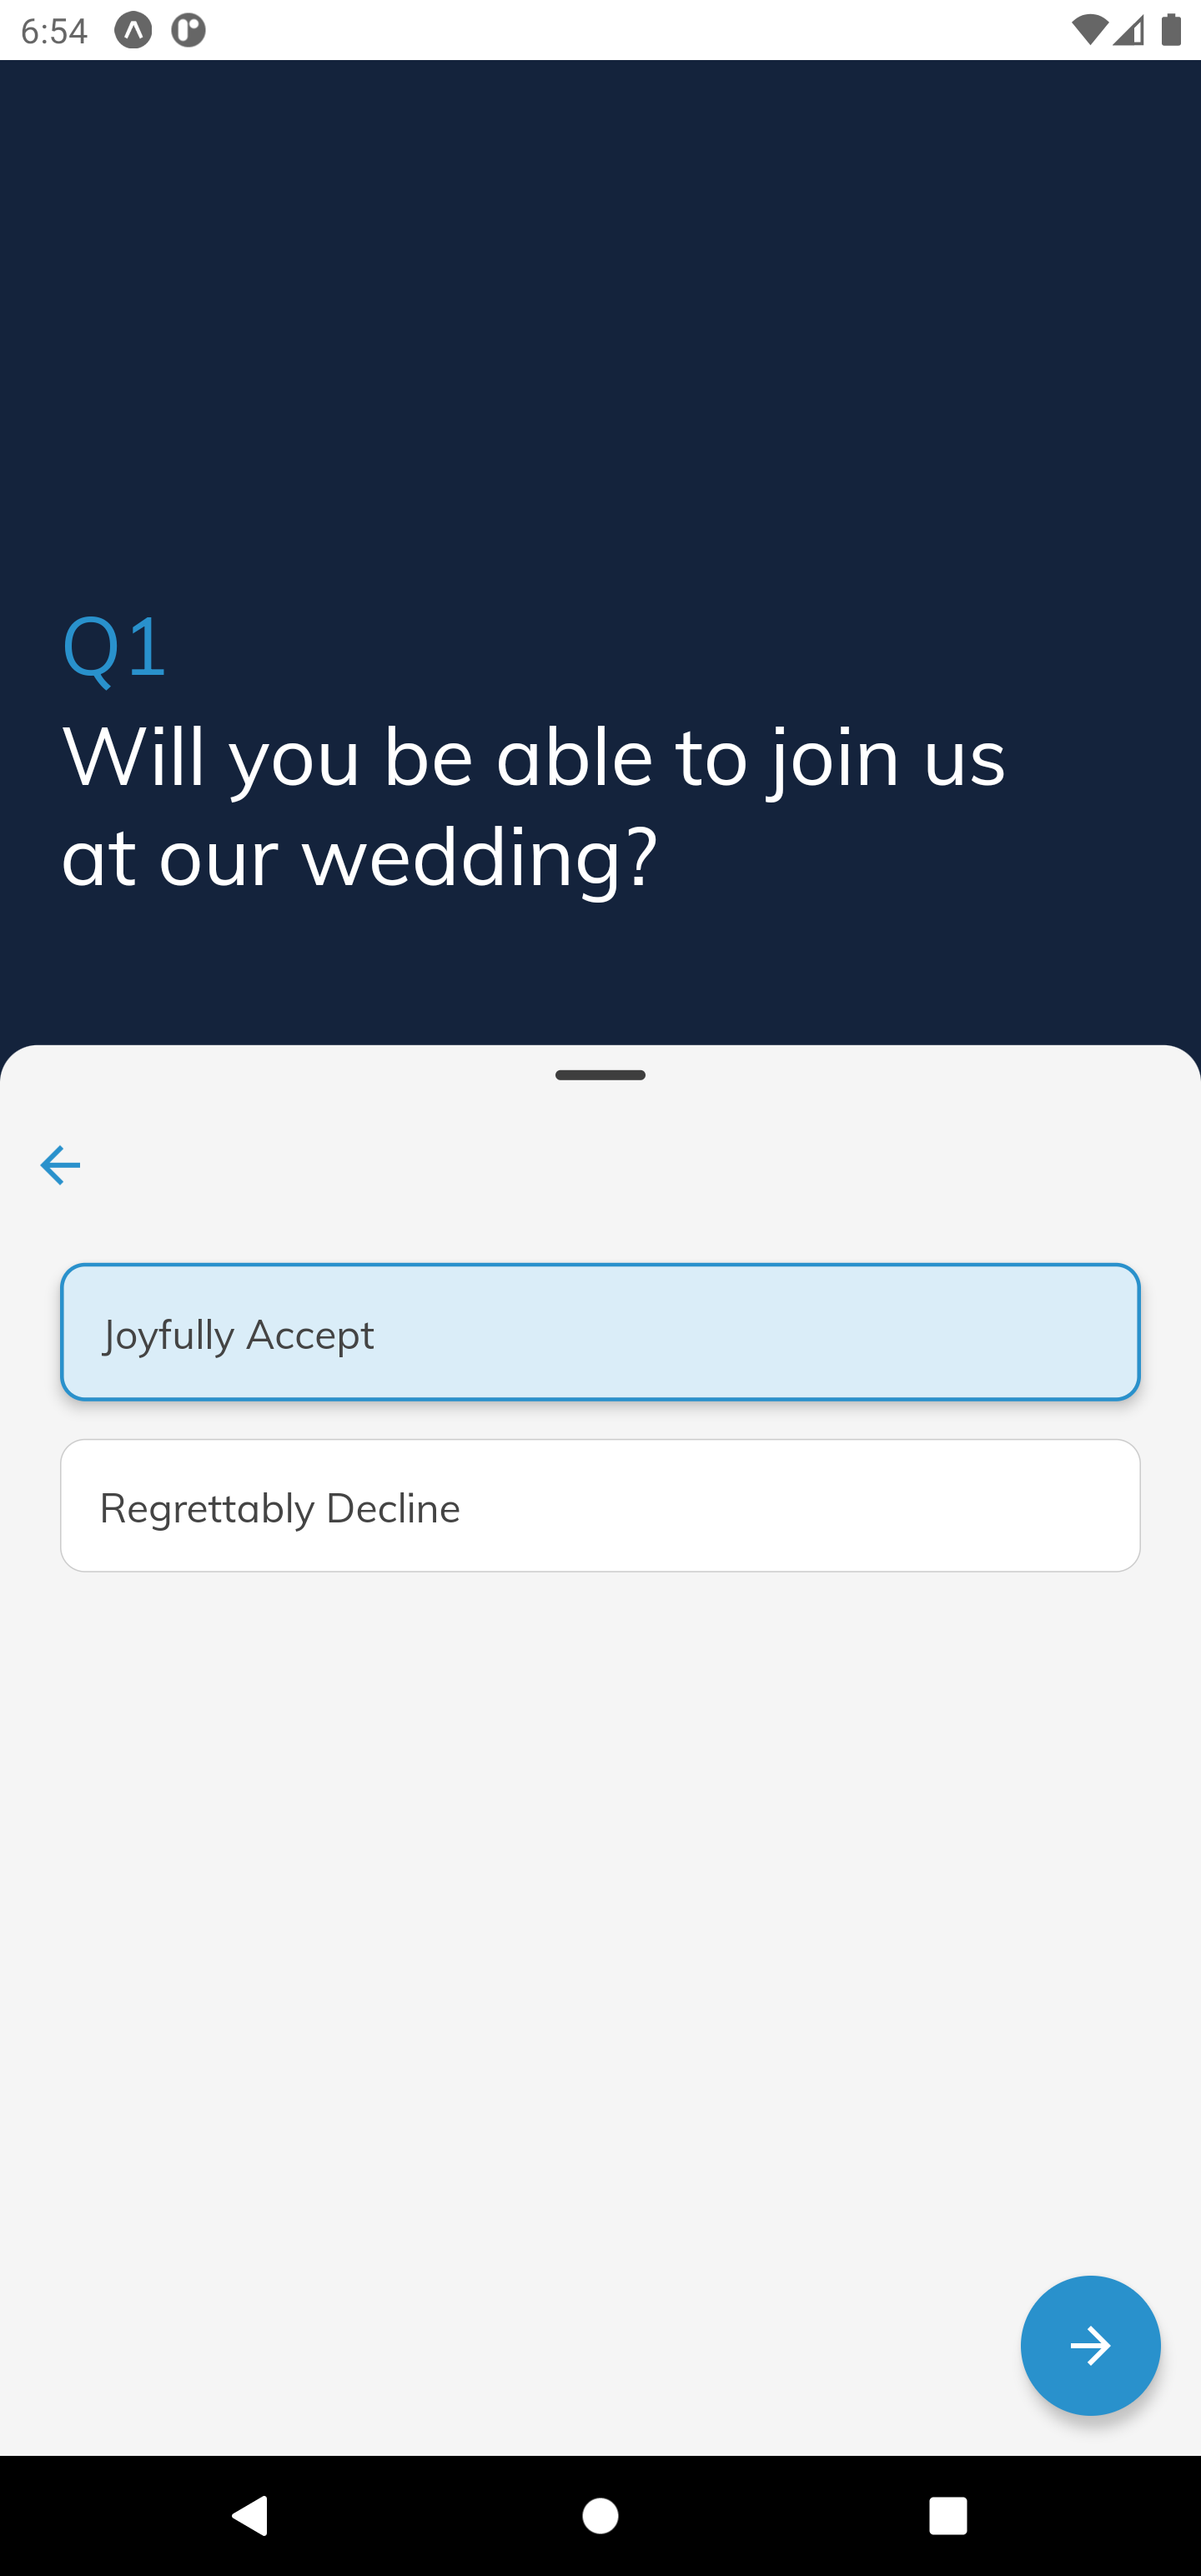 6:54
Q1
Will you be able to join us
at our wedding?
Joyfully Accept
Regrettably Decline